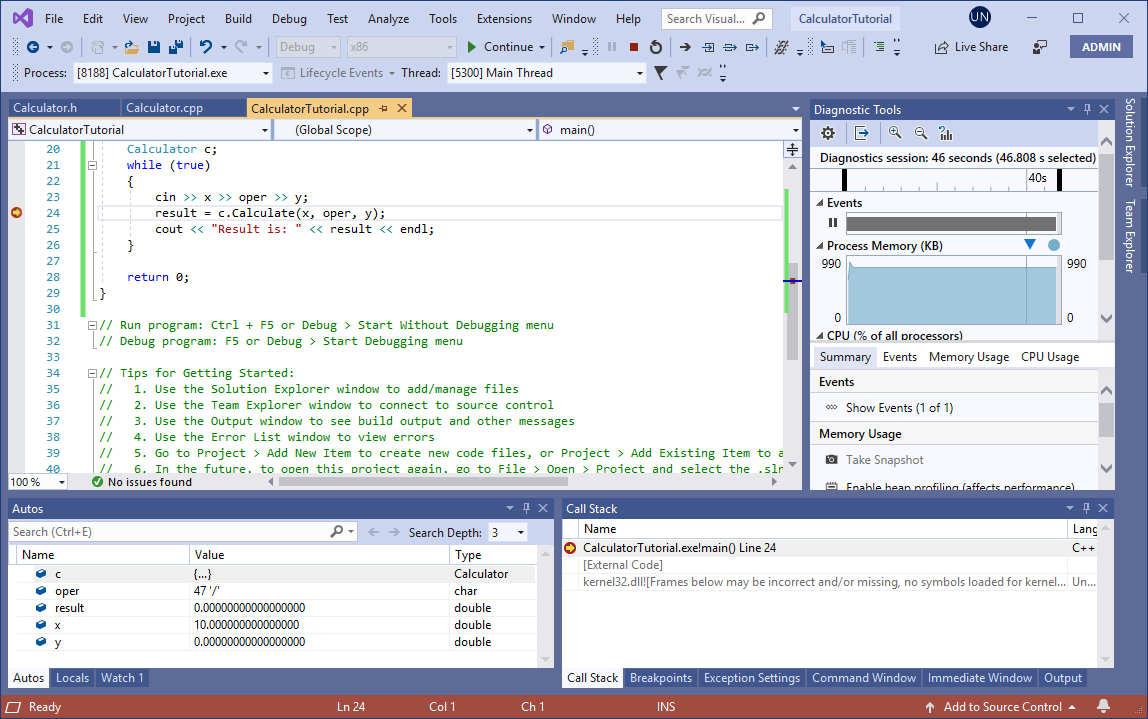 File Edit View Project Build Debug Test Analyze Tools Extensions Window Help Search Visual... CalculatorTutorial UN
Debug x86 Continue Live Share ADMIN
Process: [8188] CalculatorTutorial.exe Lifecycle Events Thread: [5300] Main Thread
Calculator.h Calculator.cpp CalculatorTutorial.cpp
CalculatorTutorial (Global Scope) main()
20 Calculator c;
21 while (true)
22 {
23 cin >> x >> oper >> y;
24 result = c.Calculate(x, oper, y);
25 cout << "Result is: " << result << endl;
26 }
27
28 return 0;
29 }
30
31 // Run program: Ctrl + F5 or Debug > Start Without Debugging menu
32 // Debug program: F5 or Debug > Start Debugging menu
33
34 // Tips for Getting Started:
35 // 1. Use the Solution Explorer window to add/manage files
36 // 2. Use the Team Explorer window to connect to source control
37 // 3. Use the Output window to see build output and other messages
38 // 4. Use the Error List window to view errors
39 // 5. Go to Project > Add New Item to create new code files, or Project > Add Existing Item to a
40 // 6. In the future, to open this project again, go to File > Open > Project and select the .sln
100 % No issues found
Diagnostic Tools
Diagnostics session: 46 seconds (46.808 s selected)
40s
Events
Process Memory (KB)
990 990
0 0
CPU (% of all processors)
Summary Events Memory Usage CPU Usage
Events
Show Events (1 of 1)
Memory Usage
Take Snapshot
Enable heap profiling (affects performance)
Solution Explorer
Team Explorer
Autos
Search (Ctrl+E) Search Depth: 3
Name Value Type
c {...} Calculator
oper 47 '/' char
result 0.00000000000000000 double
x 10.000000000000000 double
y 0.00000000000000000 double
Autos Locals Watch 1
Call Stack
Name Lang
CalculatorTutorial.exe!main() Line 24 C++
[External Code]
kernel32.dll![Frames below may be incorrect and/or missing, no symbols loaded for kernel... Un...
Call Stack Breakpoints Exception Settings Command Window Immediate Window Output
Ready Ln 24 Col 1 Ch 1 INS Add to Source Control